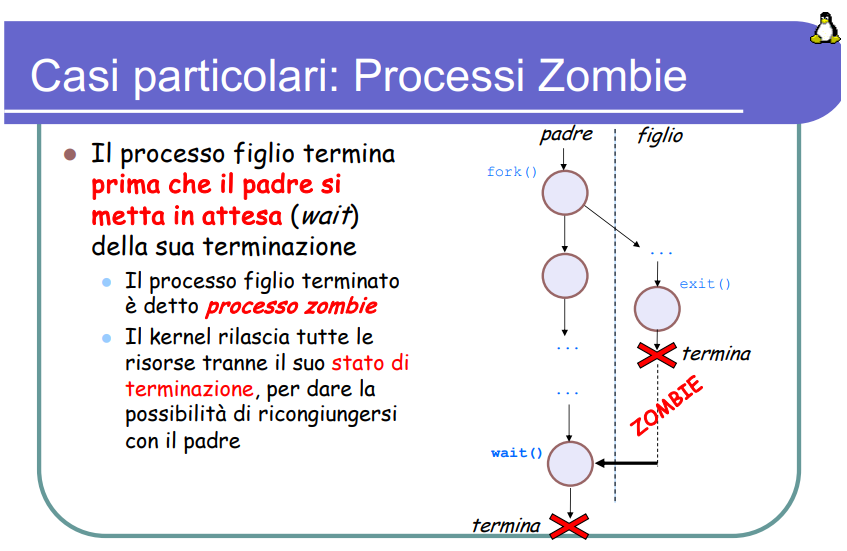 Casi particolari: Processi Zombie
Il processo figlio termina
prima che il padre si
metta in attesa (wait)
della sua terminazione
Il processo figlio terminato
è detto processo zombie
Il kernel rilascia tutte le
risorse tranne il suo stato di
terminazione, per dare la
possibilità di ricongiungersi
con il padre
padre
figlio
fork()
...
exit()
termina
...
...
ZOMBIE
wait()
termina